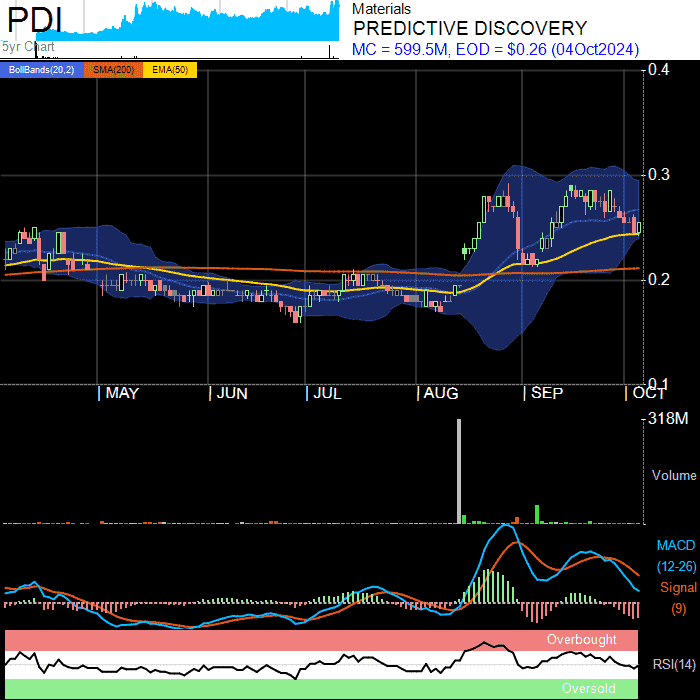 PDI
5yr Chart
Materials
PREDICTIVE DISCOVERY
MC = 599.5M, EOD = $0.26 (04Oct2024)
BollBands(20,2) SMA(200) EMA(50)
0.4
0.3
0.2
0.1
MAY JUN JUL AUG SEP OCT
318M
Volume
MACD
(12-26)
Signal
(9)
Overbought
RSI(14)
Oversold